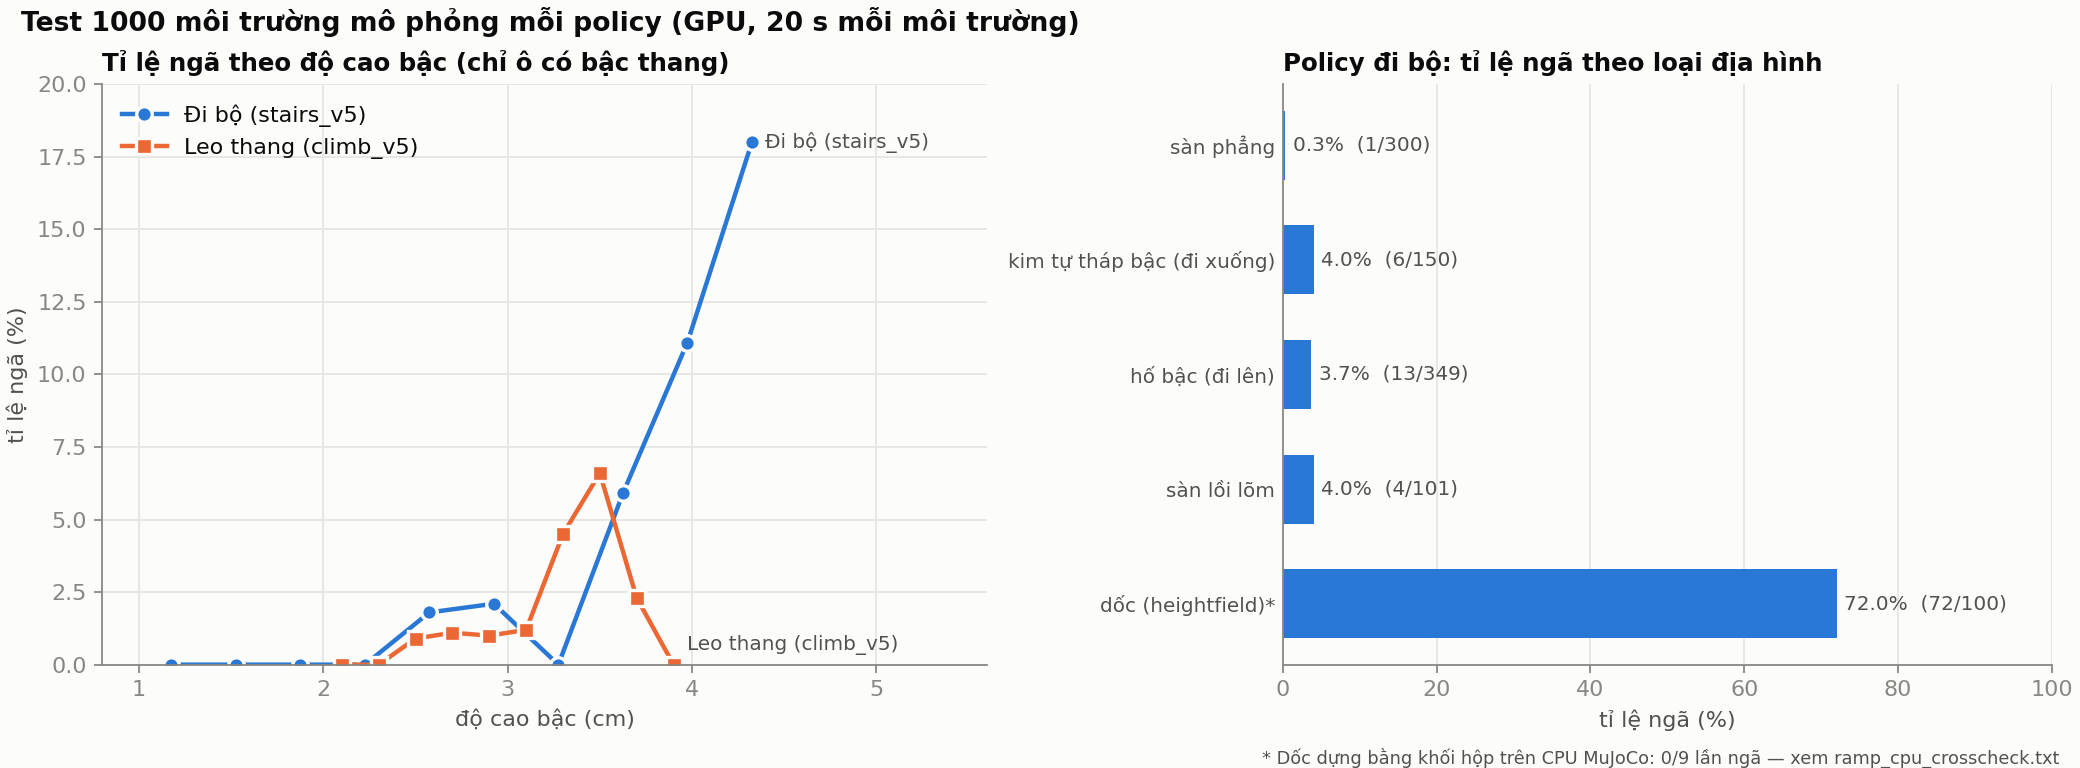 Test 1000 môi trường mô phỏng mỗi policy (GPU, 20 s mỗi môi trường)
Tỉ lệ ngã theo độ cao bậc (chỉ ô có bậc thang)
20.0
17.5
15.0
12.5
10.0
7.5
5.0
2.5
0.0
tỉ lệ ngã (%)
Đi bộ (stairs_v5)
Leo thang (climb_v5)
Đi bộ (stairs_v5)
Leo thang (climb_v5)
1
2
3
4
5
độ cao bậc (cm)
Policy đi bộ: tỉ lệ ngã theo loại địa hình
sàn phẳng
0.3% (1/300)
kim tự tháp bậc (đi xuống)
4.0% (6/150)
hố bậc (đi lên)
3.7% (13/349)
sàn lồi lõm
4.0% (4/101)
dốc (heightfield)*
72.0% (72/100)
0
20
40
60
80
100
tỉ lệ ngã (%)
* Dốc dựng bằng khối hộp trên CPU MuJoCo: 0/9 lần ngã — xem ramp_cpu_crosscheck.txt